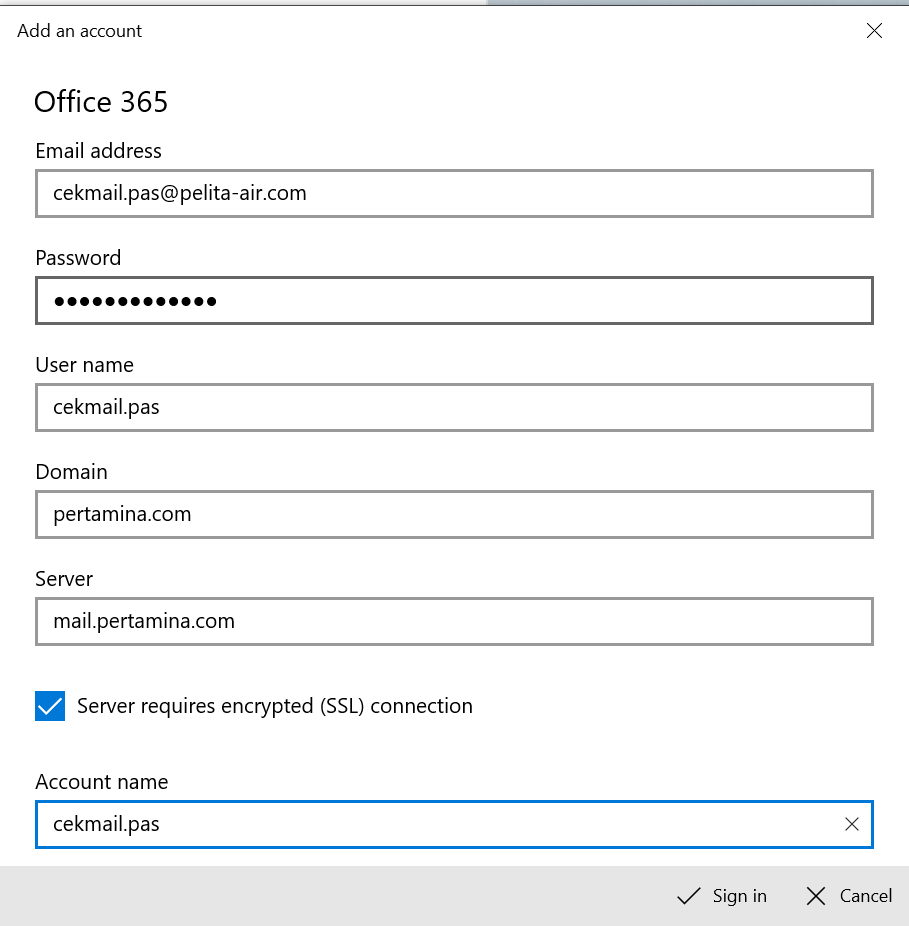 Add an account
Office 365
Email address
cekmail.pas@pelita-air.com
Password
•••••••••••••
User name
cekmail.pas
Domain
pertamina.com
Server
mail.pertamina.com
Server requires encrypted (SSL) connection
Account name
cekmail.pas
Sign in
Cancel